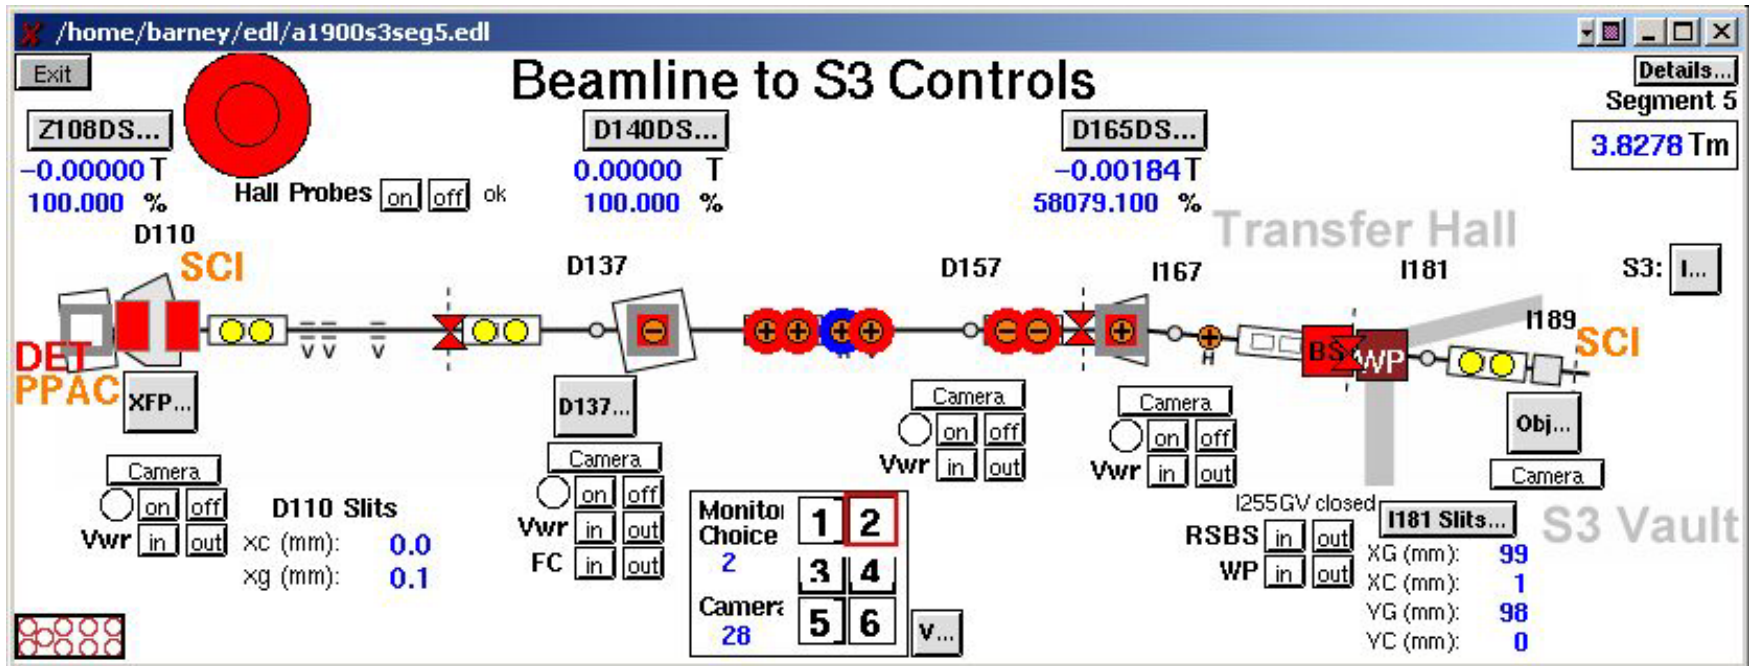 /home/barney/edl/a1900s3seg5.edl
Exit
Beamline to S3 Controls
Details...
Segment 5
3.8278 Tm
Z108DS...
-0.00000 T
100.000 %
Hall Probes on off ok
D140DS...
0.00000 T
100.000 %
D165DS...
-0.00184 T
58079.100 %
Transfer Hall
D110
SCI
D137
D157
I167
I181
S3: I...
I189
SCI
V V V
H V
H
BS
WP
DET
PPAC
XFP...
D137...
Obj...
Camera
on off
Vwr in out
D110 Slits
xc (mm): 0.0
xg (mm): 0.1
Camera
on off
Vwr in out
FC in out
Monitor
Choice
2
Camera
28
1 2
3 4
5 6
V...
Camera
on off
Vwr in out
Camera
on off
Vwr in out
Camera
I255GV closed
RSBS in out
WP in out
I181 Slits...
S3 Vault
XG (mm): 99
XC (mm): 1
YG (mm): 98
YC (mm): 0